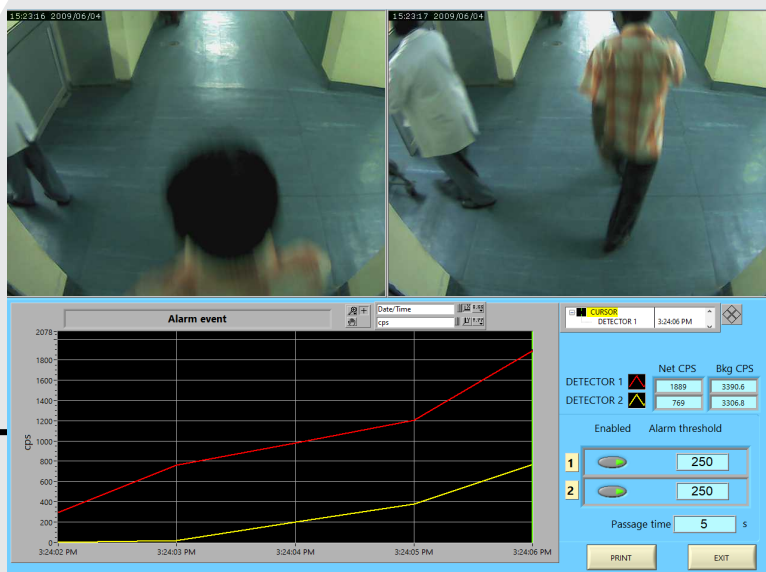 15:23:16 2009/06/04
15:23:17 2009/06/04
Alarm event
Date/Time
cps
CURSOR
DETECTOR 1
3:24:06 PM
2078
1800
1600
1400
1200
1000
800
600
400
200
0
cps
3:24:02 PM
3:24:03 PM
3:24:04 PM
3:24:05 PM
3:24:06 PM
Net CPS Bkg CPS
DETECTOR 1 1889 3390.6
DETECTOR 2 769 3306.8
Enabled Alarm threshold
1 250
2 250
Passage time 5 s
PRINT EXIT